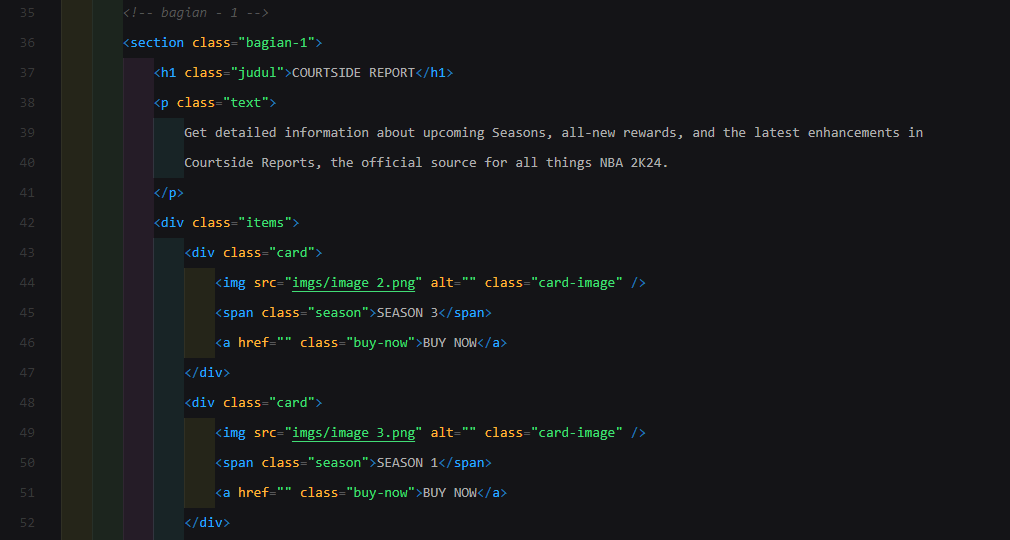 35 <!-- bagian - 1 -->
36 <section class="bagian-1">
37 <h1 class="judul">COURTSIDE REPORT</h1>
38 <p class="text">
39 Get detailed information about upcoming Seasons, all-new rewards, and the latest enhancements in
40 Courtside Reports, the official source for all things NBA 2K24.
41 </p>
42 <div class="items">
43 <div class="card">
44 <img src="imgs/image 2.png" alt="" class="card-image" />
45 <span class="season">SEASON 3</span>
46 <a href="" class="buy-now">BUY NOW</a>
47 </div>
48 <div class="card">
49 <img src="imgs/image 3.png" alt="" class="card-image" />
50 <span class="season">SEASON 1</span>
51 <a href="" class="buy-now">BUY NOW</a>
52 </div>